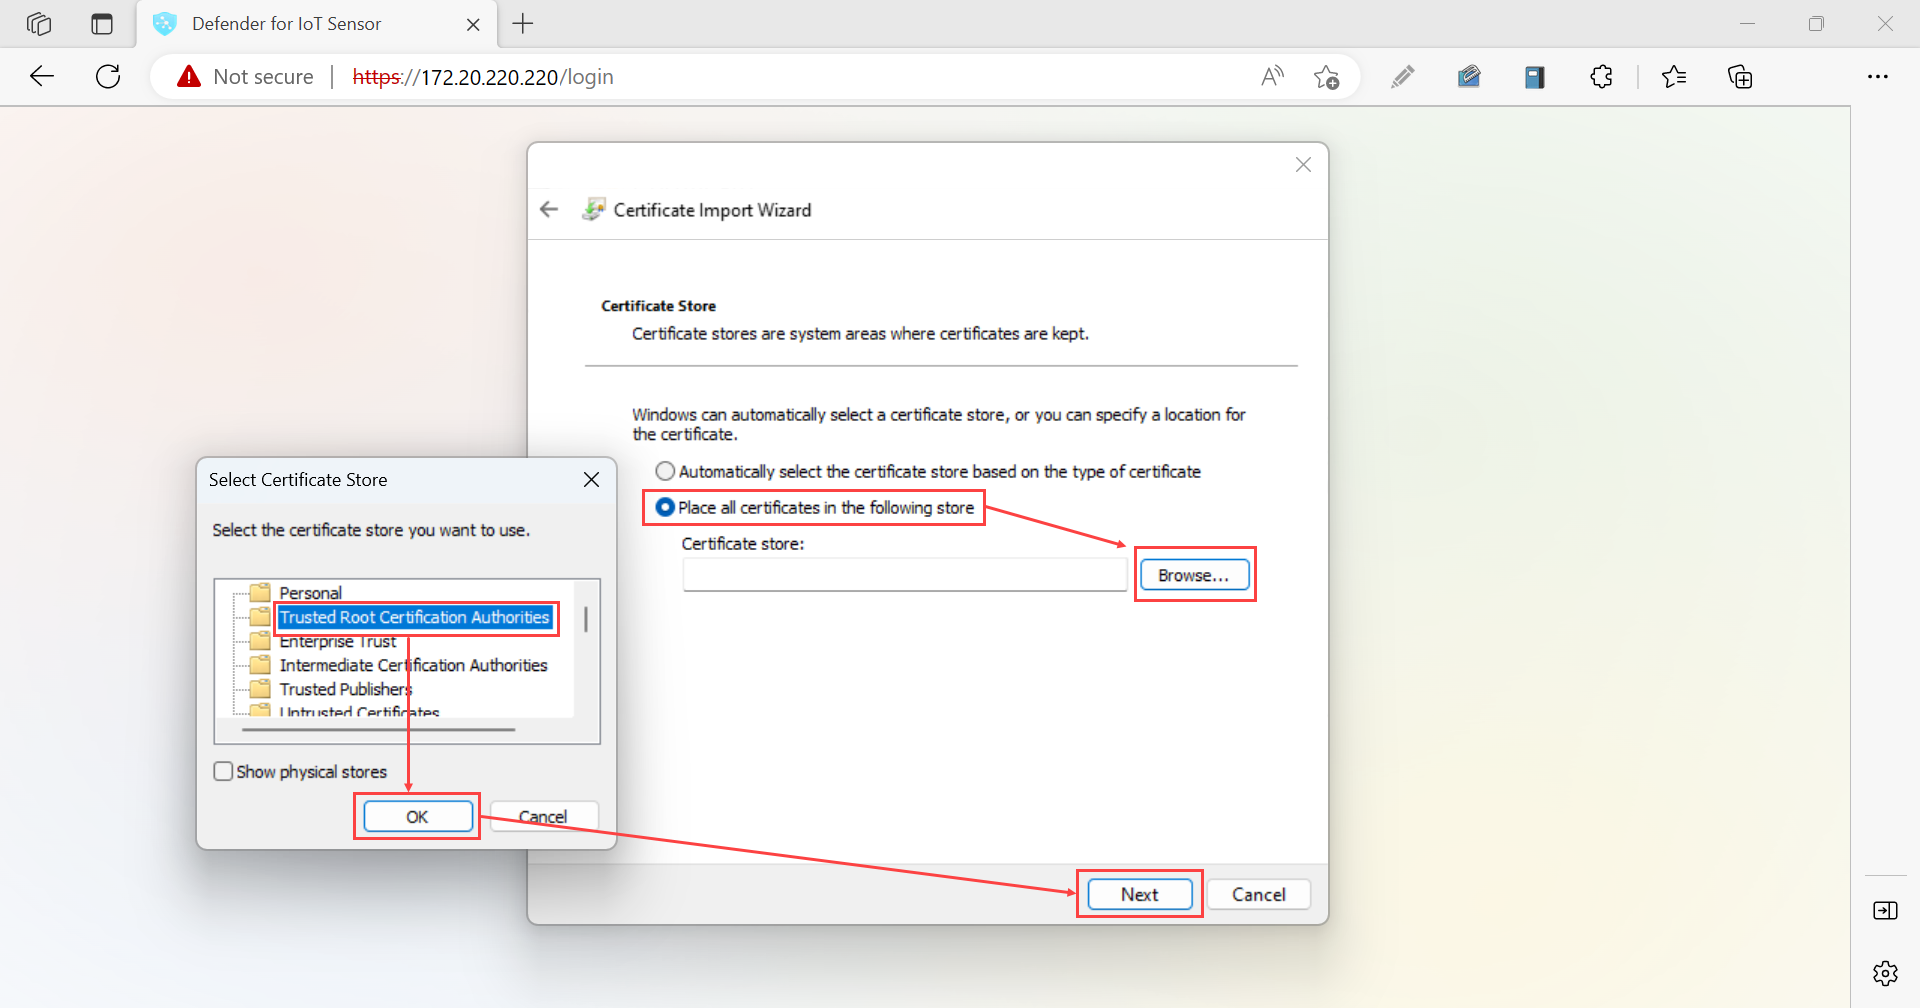 Defender for IoT Sensor
Not secure
https://172.20.220.220/login
Certificate Import Wizard
Certificate Store
Certificate stores are system areas where certificates are kept.
Windows can automatically select a certificate store, or you can specify a location for
the certificate.
Automatically select the certificate store based on the type of certificate
Place all certificates in the following store
Certificate store:
Browse...
Select Certificate Store
Select the certificate store you want to use.
Personal
Trusted Root Certification Authorities
Enterprise Trust
Intermediate Certification Authorities
Trusted Publishers
Untrusted Certificates
Show physical stores
OK
Cancel
Next
Cancel